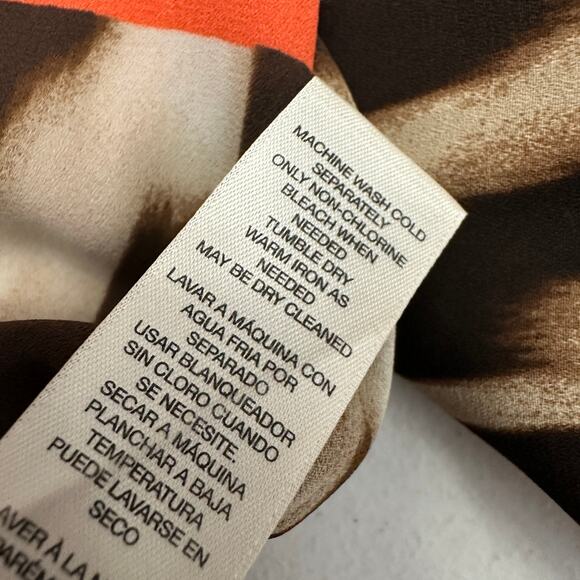 MACHINE WASH COLD
SEPARATELY
ONLY NON-CHLORINE
BLEACH WHEN
NEEDED
TUMBLE DRY
WARM IRON AS
NEEDED
MAY BE DRY CLEANED
LAVAR A MÁQUINA CON
AGUA FRIA POR
SEPARADO
USAR BLANQUEADOR
SIN CLORO CUANDO
SE NECESITE
SECAR A MÁQUINA
PLANCHAR A BAJA
TEMPERATURA
PUEDE LAVARSE EN
SECO
AVER À LA